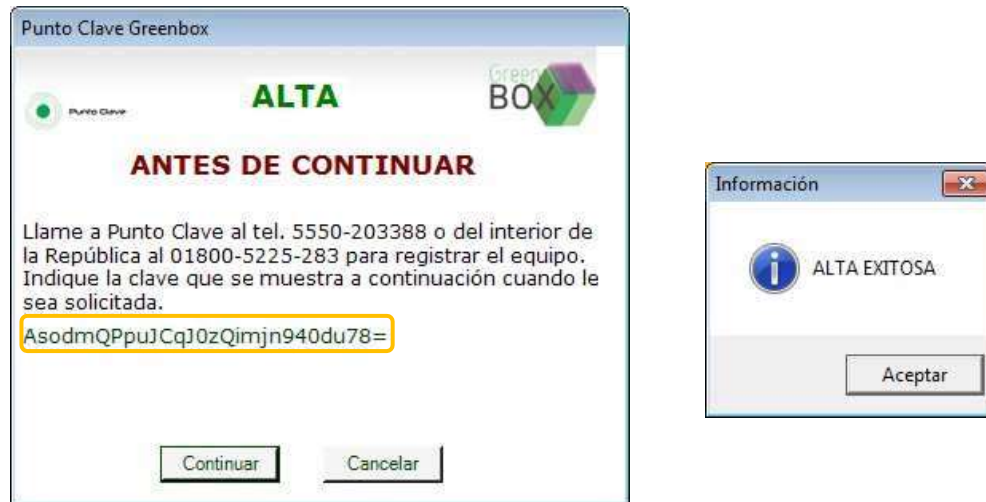 Punto Clave Greenbox
Punto Clave
ALTA
Green
BOX
ANTES DE CONTINUAR
Llame a Punto Clave al tel. 5550-203388 o del interior de
la República al 01800-5225-283 para registrar el equipo.
Indique la clave que se muestra a continuación cuando le
sea solicitada.
AsodmQPpuJCqJ0zQimjn940du78=
Continuar
Cancelar
Información
ALTA EXITOSA
Aceptar